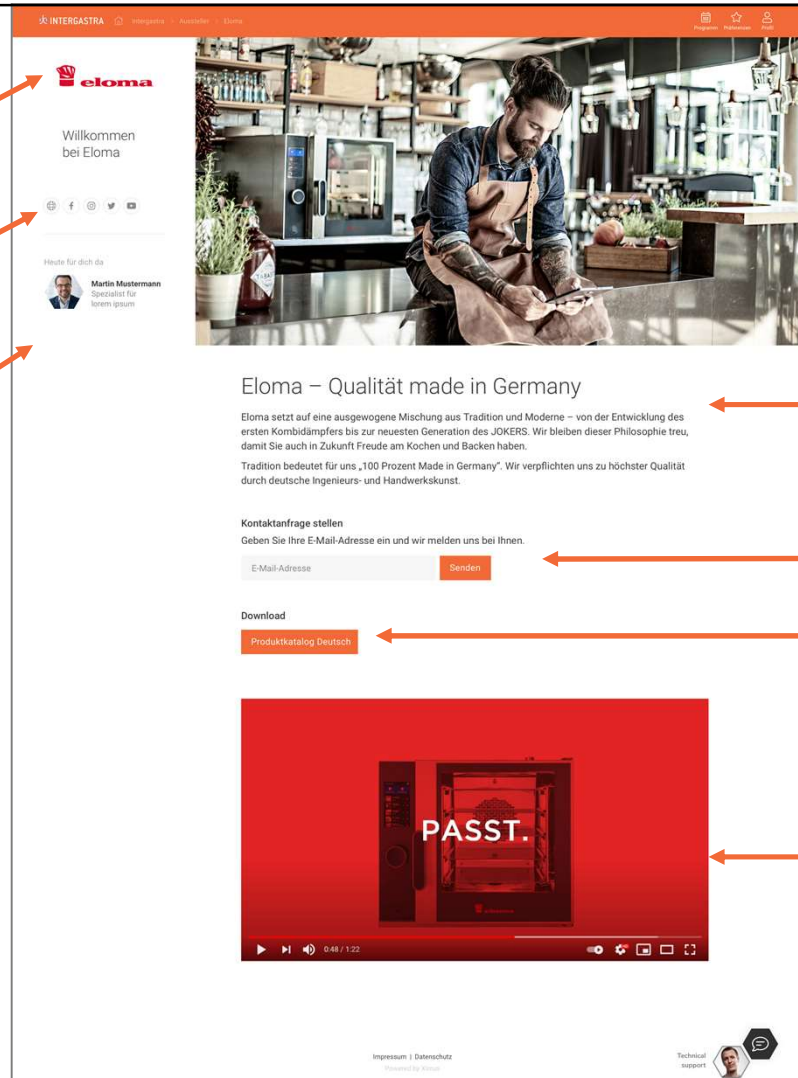 INTERGASTRA Intergastra > Aussteller > Eloma
Programm Präferenzen Profil
eloma
Willkommen
bei Eloma
Heute für dich da
Martin Mustermann
Spezialist für
lorem ipsum
Eloma – Qualität made in Germany
Eloma setzt auf eine ausgewogene Mischung aus Tradition und Moderne – von der Entwicklung des
ersten Kombidämpfers bis zur neuesten Generation des JOKERS. Wir bleiben dieser Philosophie treu,
damit Sie auch in Zukunft Freude am Kochen und Backen haben.
Tradition bedeutet für uns „100 Prozent Made in Germany“. Wir verpflichten uns zu höchster Qualität
durch deutsche Ingenieurs- und Handwerkskunst.
Kontaktanfrage stellen
Geben Sie Ihre E-Mail-Adresse ein und wir melden uns bei Ihnen.
E-Mail-Adresse Senden
Download
Produktkatalog Deutsch
PASST.
0:48 / 1:22
Impressum | Datenschutz
Powered by
Technical
support